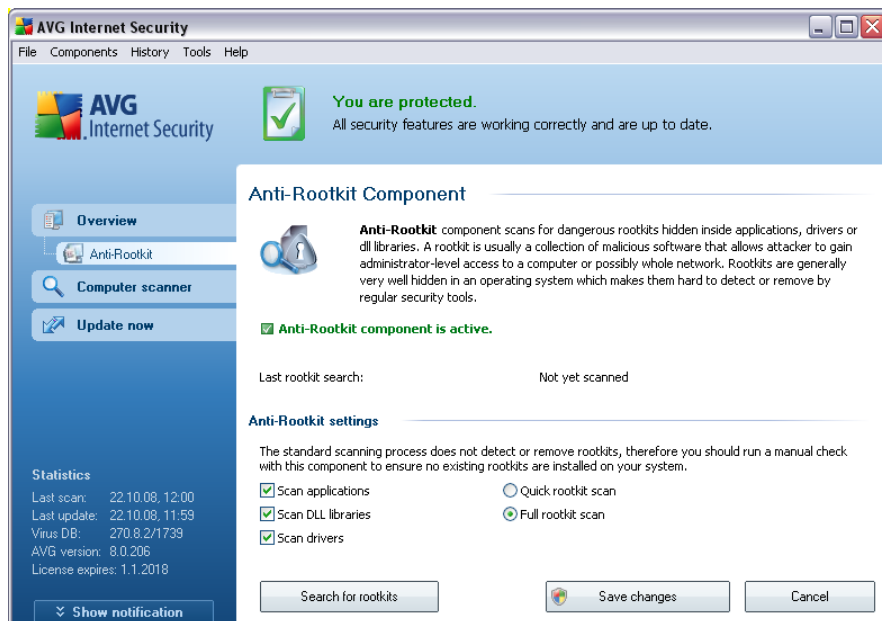 AVG Internet Security
File Components History Tools Help
AVG
Internet Security
You are protected.
All security features are working correctly and are up to date.
Overview
Anti-Rootkit
Computer scanner
Update now
Anti-Rootkit Component
Anti-Rootkit component scans for dangerous rootkits hidden inside applications, drivers or
dll libraries. A rootkit is usually a collection of malicious software that allows attacker to gain
administrator-level access to a computer or possibly whole network. Rootkits are generally
very well hidden in an operating system which makes them hard to detect or remove by
regular security tools.
Anti-Rootkit component is active.
Last rootkit search: Not yet scanned
Anti-Rootkit settings
The standard scanning process does not detect or remove rootkits, therefore you should run a manual check
with this component to ensure no existing rootkits are installed on your system.
Scan applications Quick rootkit scan
Scan DLL libraries Full rootkit scan
Scan drivers
Search for rootkits Save changes Cancel
Statistics
Last scan: 22.10.08, 12:00
Last update: 22.10.08, 11:59
Virus DB: 270.8.2/1739
AVG version: 8.0.206
License expires: 1.1.2018
Show notification